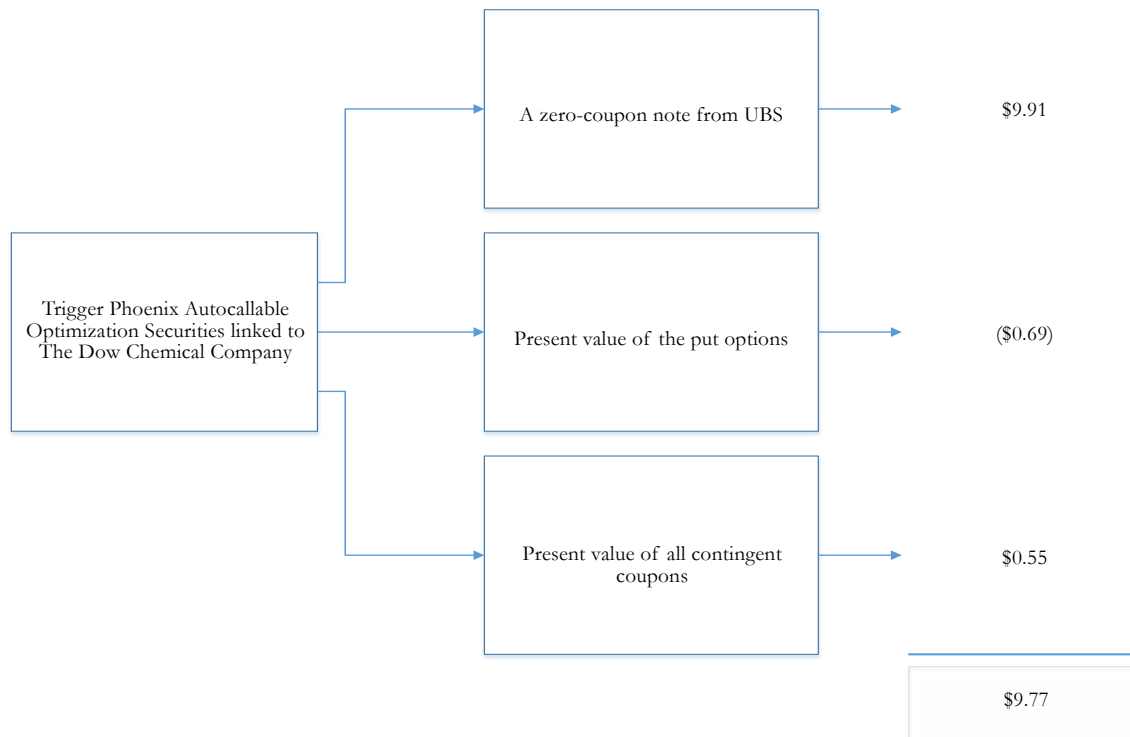 A zero-coupon note from UBS
$9.91
Trigger Phoenix Autocallable
Optimization Securities linked to
The Dow Chemical Company
Present value of the put options
($0.69)
Present value of all contingent
coupons
$0.55
$9.77